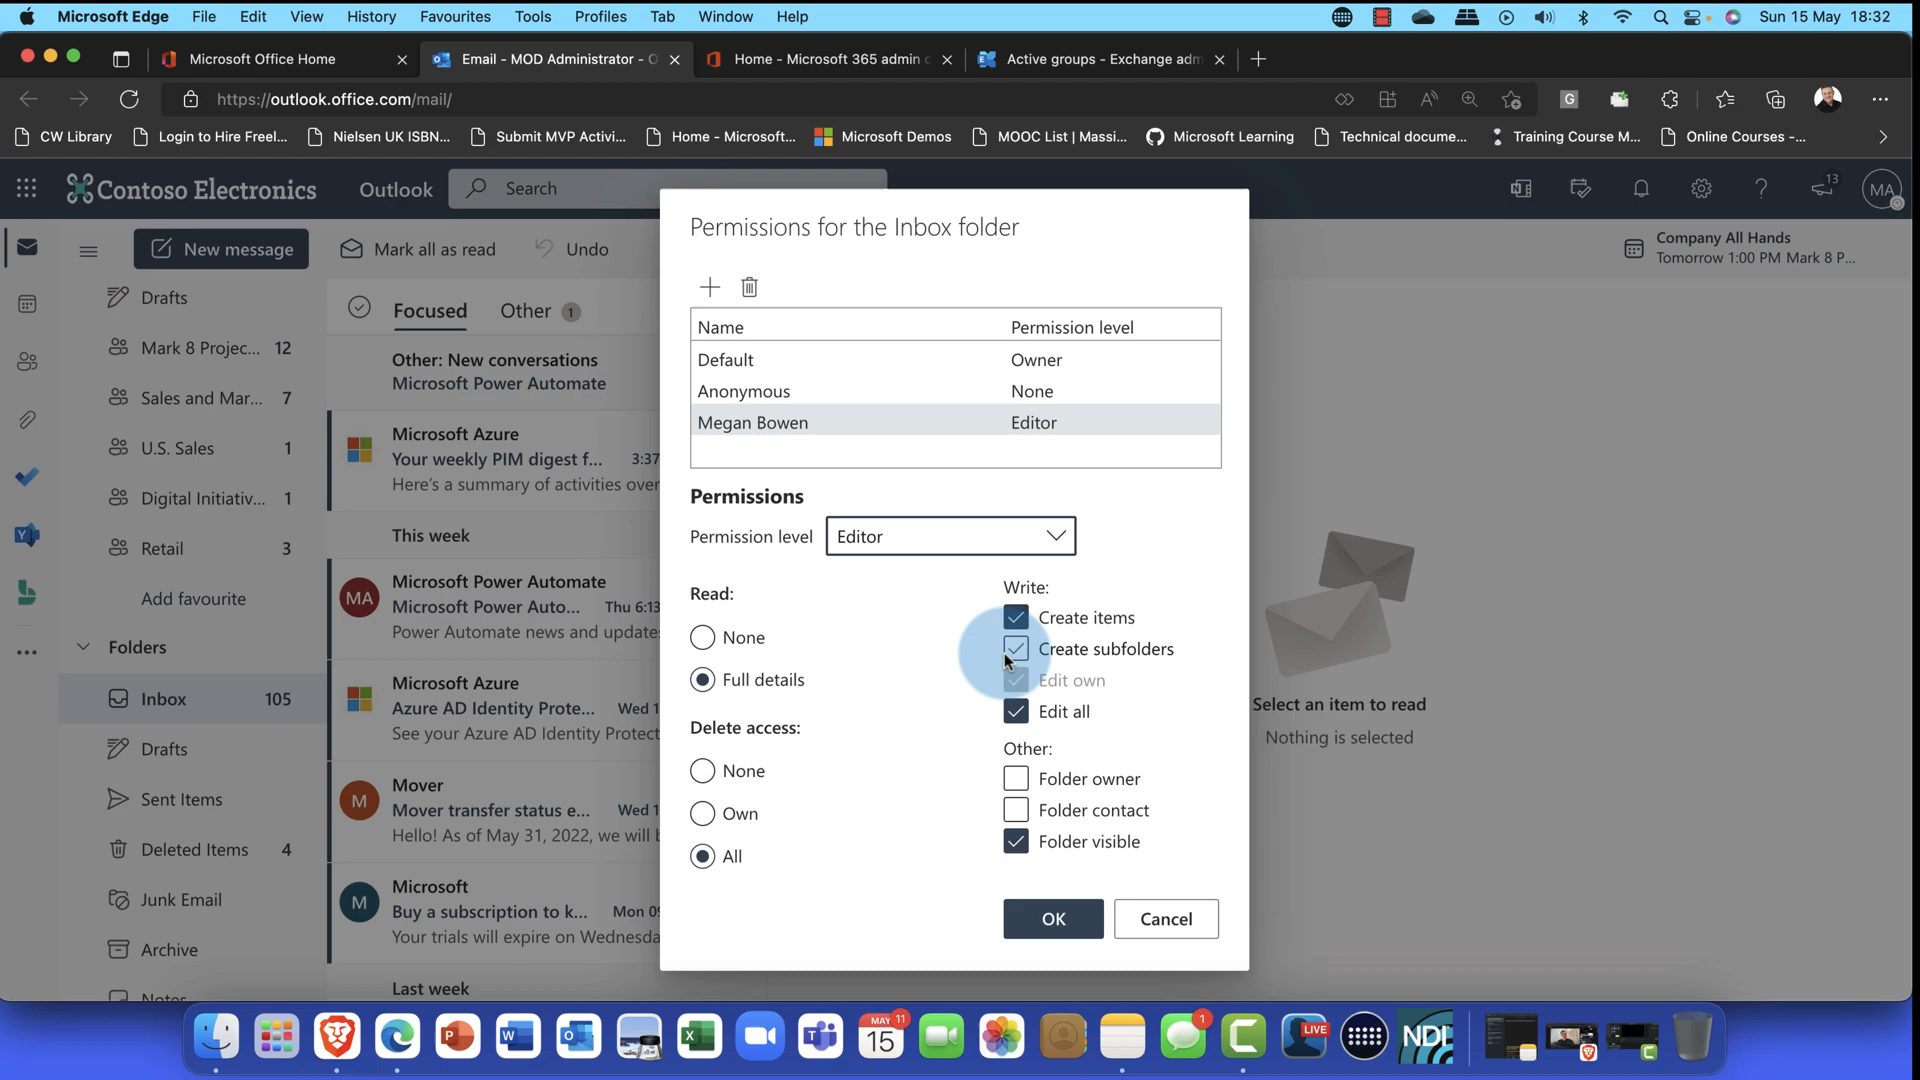 Microsoft Edge File Edit View History Favourites Tools Profiles Tab Window Help Sun 15 May 18:32
Microsoft Office Home Email - MOD Administrator - O Home - Microsoft 365 admin c Active groups - Exchange adm
https://outlook.office.com/mail/
CW Library Login to Hire Freel... Nielsen UK ISBN... Submit MVP Activi... Home - Microsoft... Microsoft Demos MOOC List | Massi... Microsoft Learning Technical docume... Training Course M... Online Courses -...
Contoso Electronics Outlook Search 13 MA
New message Mark all as read Undo
Company All Hands
Tomorrow 1:00 PM Mark 8 P...
Drafts
Mark 8 Projec... 12
Sales and Mar... 7
U.S. Sales 1
Digital Initiativ... 1
Retail 3
Add favourite
Folders
Inbox 105
Drafts
Sent Items
Deleted Items 4
Junk Email
Archive
Notes
Focused Other 1
Other: New conversations
Microsoft Power Automate
Microsoft Azure
Your weekly PIM digest f... 3:37
Here's a summary of activities over
This week
MA
Microsoft Power Automate
Microsoft Power Auto... Thu 6:13
Power Automate news and updates
Microsoft Azure
Azure AD Identity Prote... Wed 1
See your Azure AD Identity Protect
M
Mover
Mover transfer status e... Wed 1
Hello! As of May 31, 2022, we will b
M
Microsoft
Buy a subscription to k... Mon 09
Your trials will expire on Wednesda
Last week
Permissions for the Inbox folder
Name Permission level
Default Owner
Anonymous None
Megan Bowen Editor
Permissions
Permission level Editor
Read:
None
Full details
Delete access:
None
Own
All
Write:
Create items
Create subfolders
Edit own
Edit all
Other:
Folder owner
Folder contact
Folder visible
OK Cancel
Select an item to read
Nothing is selected
MAY 11
15
1
LIVE
NDI